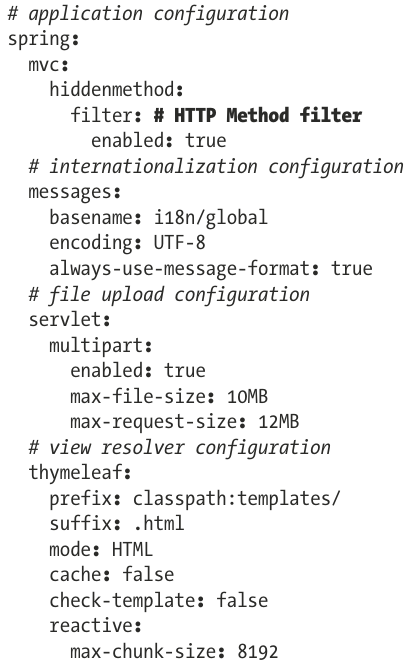 # application configuration
spring:
  mvc:
    hiddenmethod:
      filter: # HTTP Method filter
        enabled: true
  # internationalization configuration
  messages:
    basename: i18n/global
    encoding: UTF-8
    always-use-message-format: true
  # file upload configuration
  servlet:
    multipart:
      enabled: true
      max-file-size: 10MB
      max-request-size: 12MB
  # view resolver configuration
  thymeleaf:
    prefix: classpath:templates/
    suffix: .html
    mode: HTML
    cache: false
    check-template: false
    reactive:
      max-chunk-size: 8192